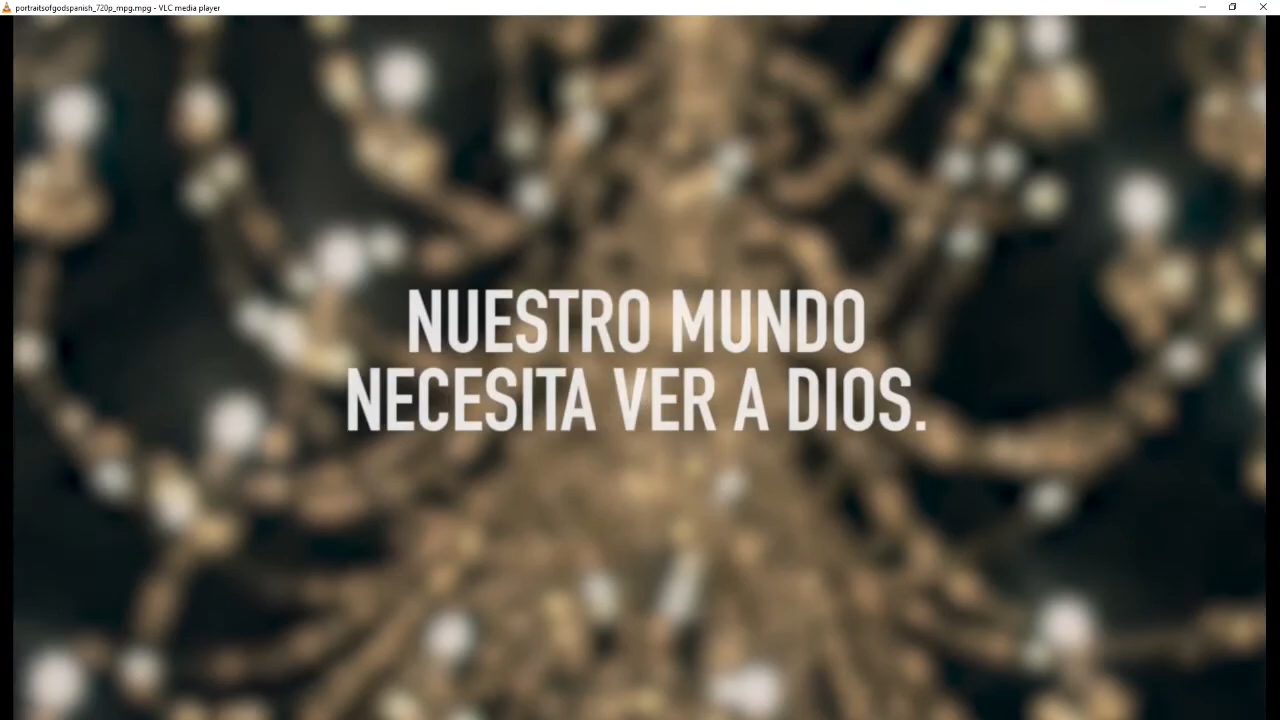 portraitsofgodspanish_720p_mpg.mpg - VLC media player
NUESTRO MUNDO
NECESITA VER A DIOS.